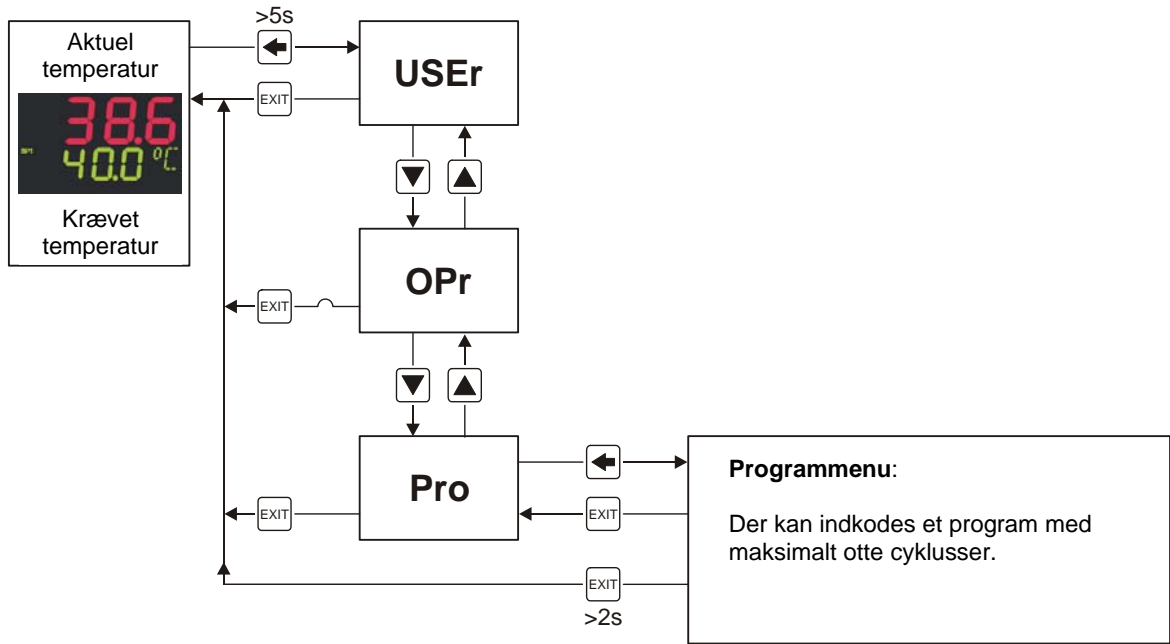 >5s
Aktuel
temperatur
38.6
40.0 °C
Krævet
temperatur
USEr
EXIT
OPr
EXIT
Pro
EXIT
EXIT
EXIT
>2s
Programmenu:
Der kan indkodes et program med
maksimalt otte cyklusser.